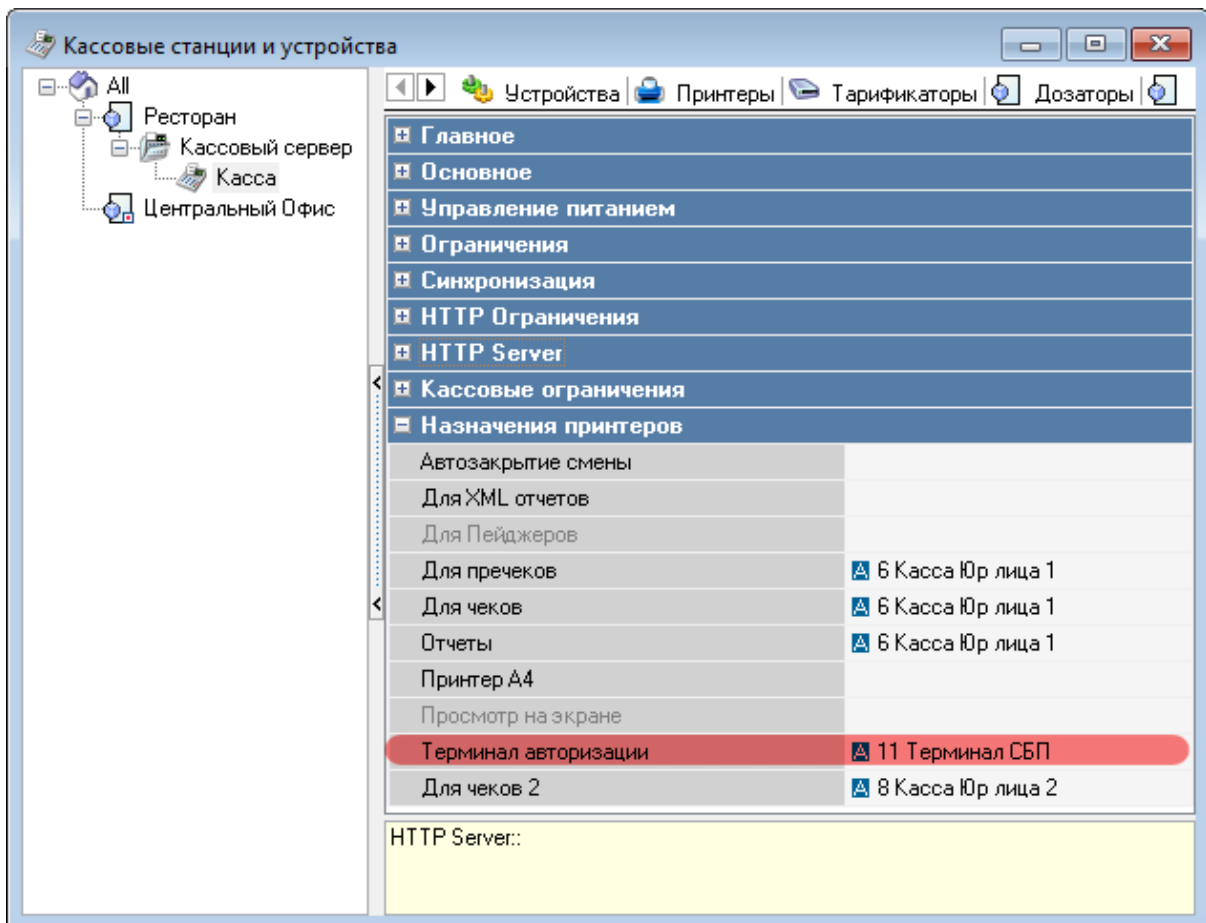 Кассовые станции и устройства
All
Ресторан
Кассовый сервер
Касса
Центральный Офис
Устройства Принтеры Тарификаторы Дозаторы
Главное
Основное
Управление питанием
Ограничения
Синхронизация
HTTP Ограничения
HTTP Server
Кассовые ограничения
Назначения принтеров
Автозакрытие смены
Для XML отчетов
Для Пейджеров
Для пречеков A 6 Касса Юр лица 1
Для чеков A 6 Касса Юр лица 1
Отчеты A 6 Касса Юр лица 1
Принтер А4
Просмотр на экране
Терминал авторизации A 11 Терминал СБП
Для чеков 2 A 8 Касса Юр лица 2
HTTP Server::